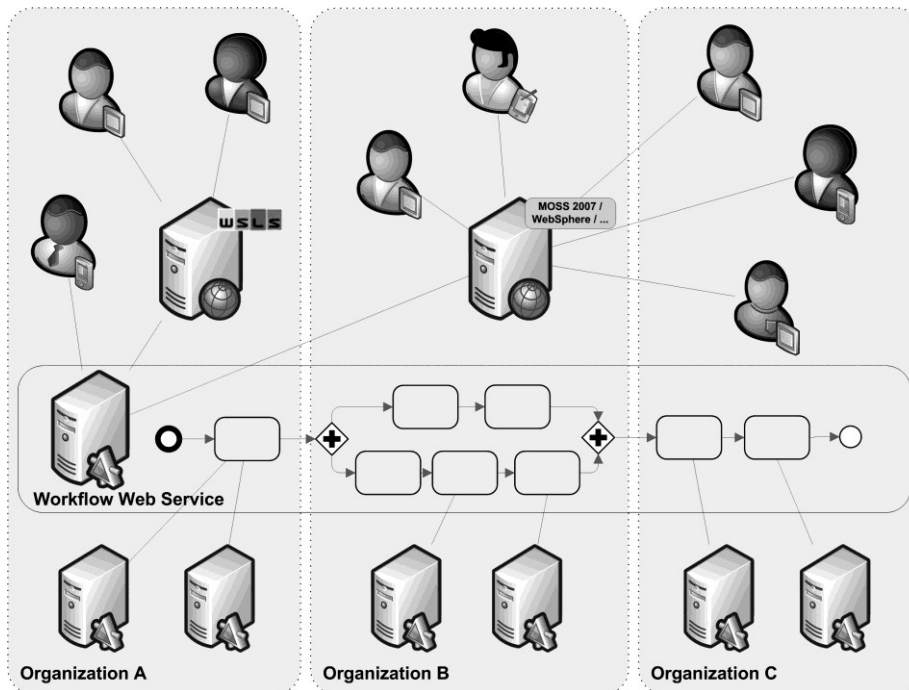 WSLS
MOSS 2007 /
WebSphere / ...
Workflow Web Service
Organization A
Organization B
Organization C